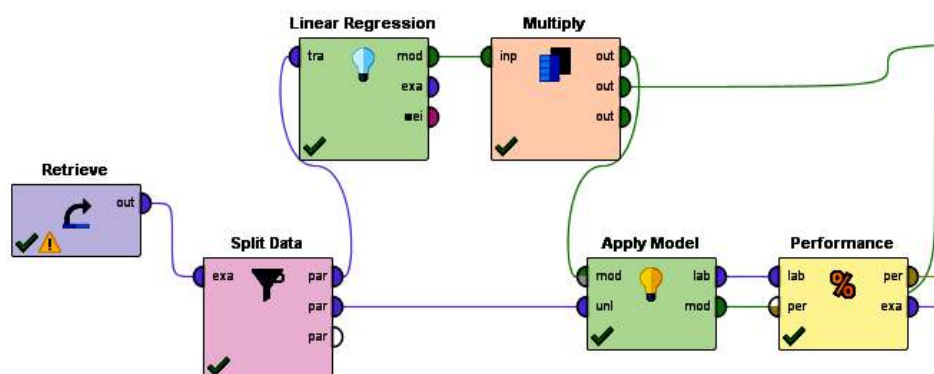 Linear Regression
tra
mod
exa
■ei
Multiply
inp
out
out
out
Retrieve
out
Split Data
exa
par
par
par
Apply Model
mod
unl
lab
mod
Performance
lab
per
%
per
exa